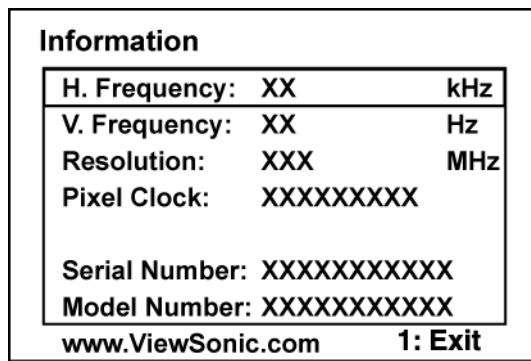 Information
H. Frequency: XX kHz
V. Frequency: XX Hz
Resolution: XXX MHz
Pixel Clock: XXXXXXXXX
Serial Number: XXXXXXXXXXX
Model Number: XXXXXXXXXXX
www.ViewSonic.com 1: Exit